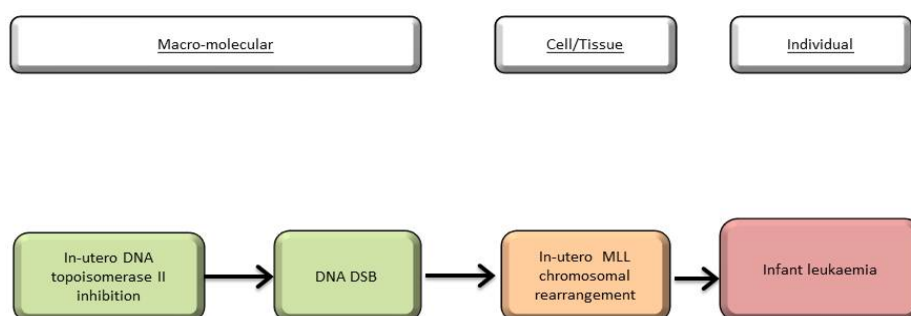 Macro-molecular
Cell/Tissue
Individual
In-utero DNA
topoisomerase II
inhibition
DNA DSB
In-utero MLL
chromosomal
rearrangement
Infant leukaemia